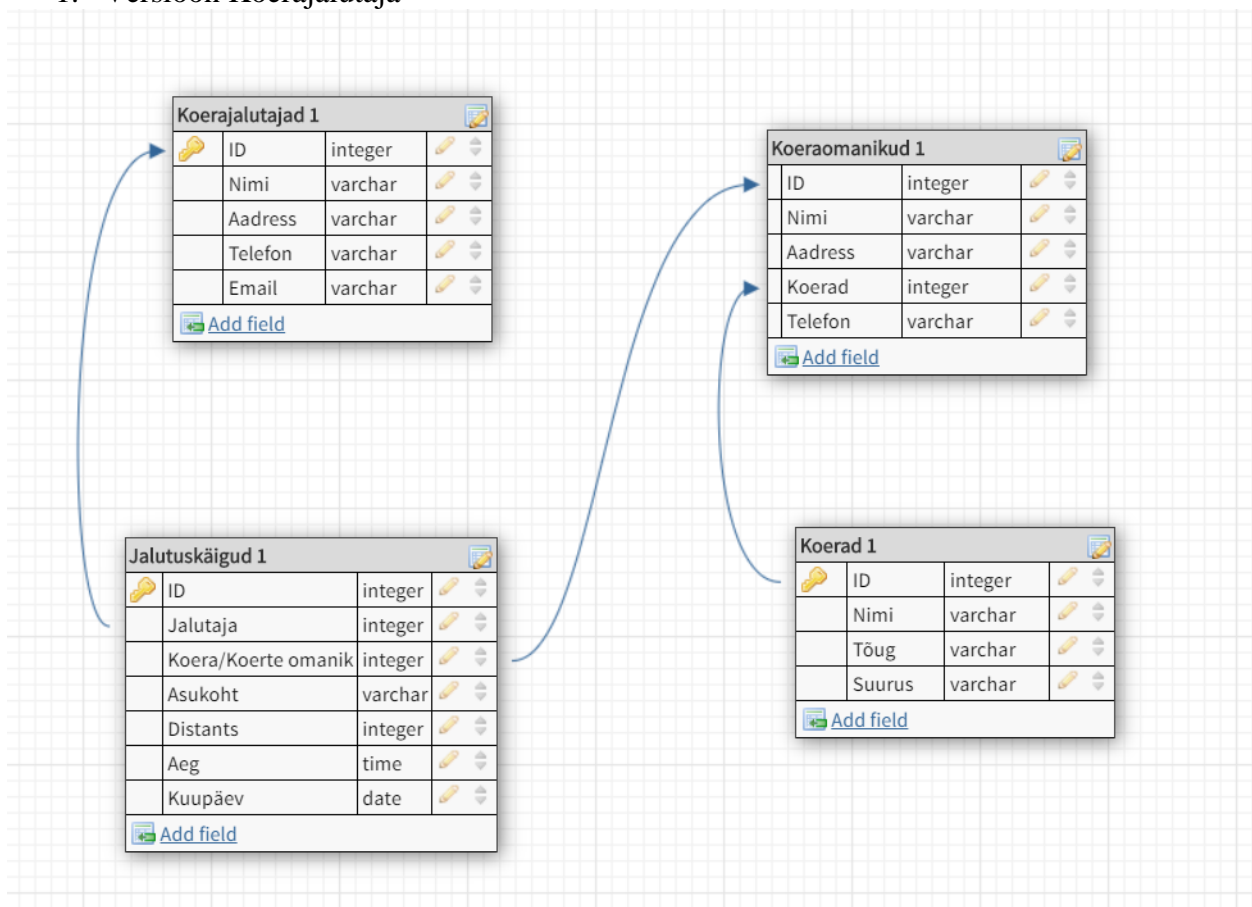 1. Versioon Koerajalutaja
Koerajalutajad 1
ID integer
Nimi varchar
Aadress varchar
Telefon varchar
Email varchar
Add field
Koeraomanikud 1
ID integer
Nimi varchar
Aadress varchar
Koerad integer
Telefon varchar
Add field
Jalutuskäigud 1
ID integer
Jalutaja integer
Koera/Koerte omanik integer
Asukoht varchar
Distants integer
Aeg time
Kuupäev date
Add field
Koerad 1
ID integer
Nimi varchar
Tõug varchar
Suurus varchar
Add field